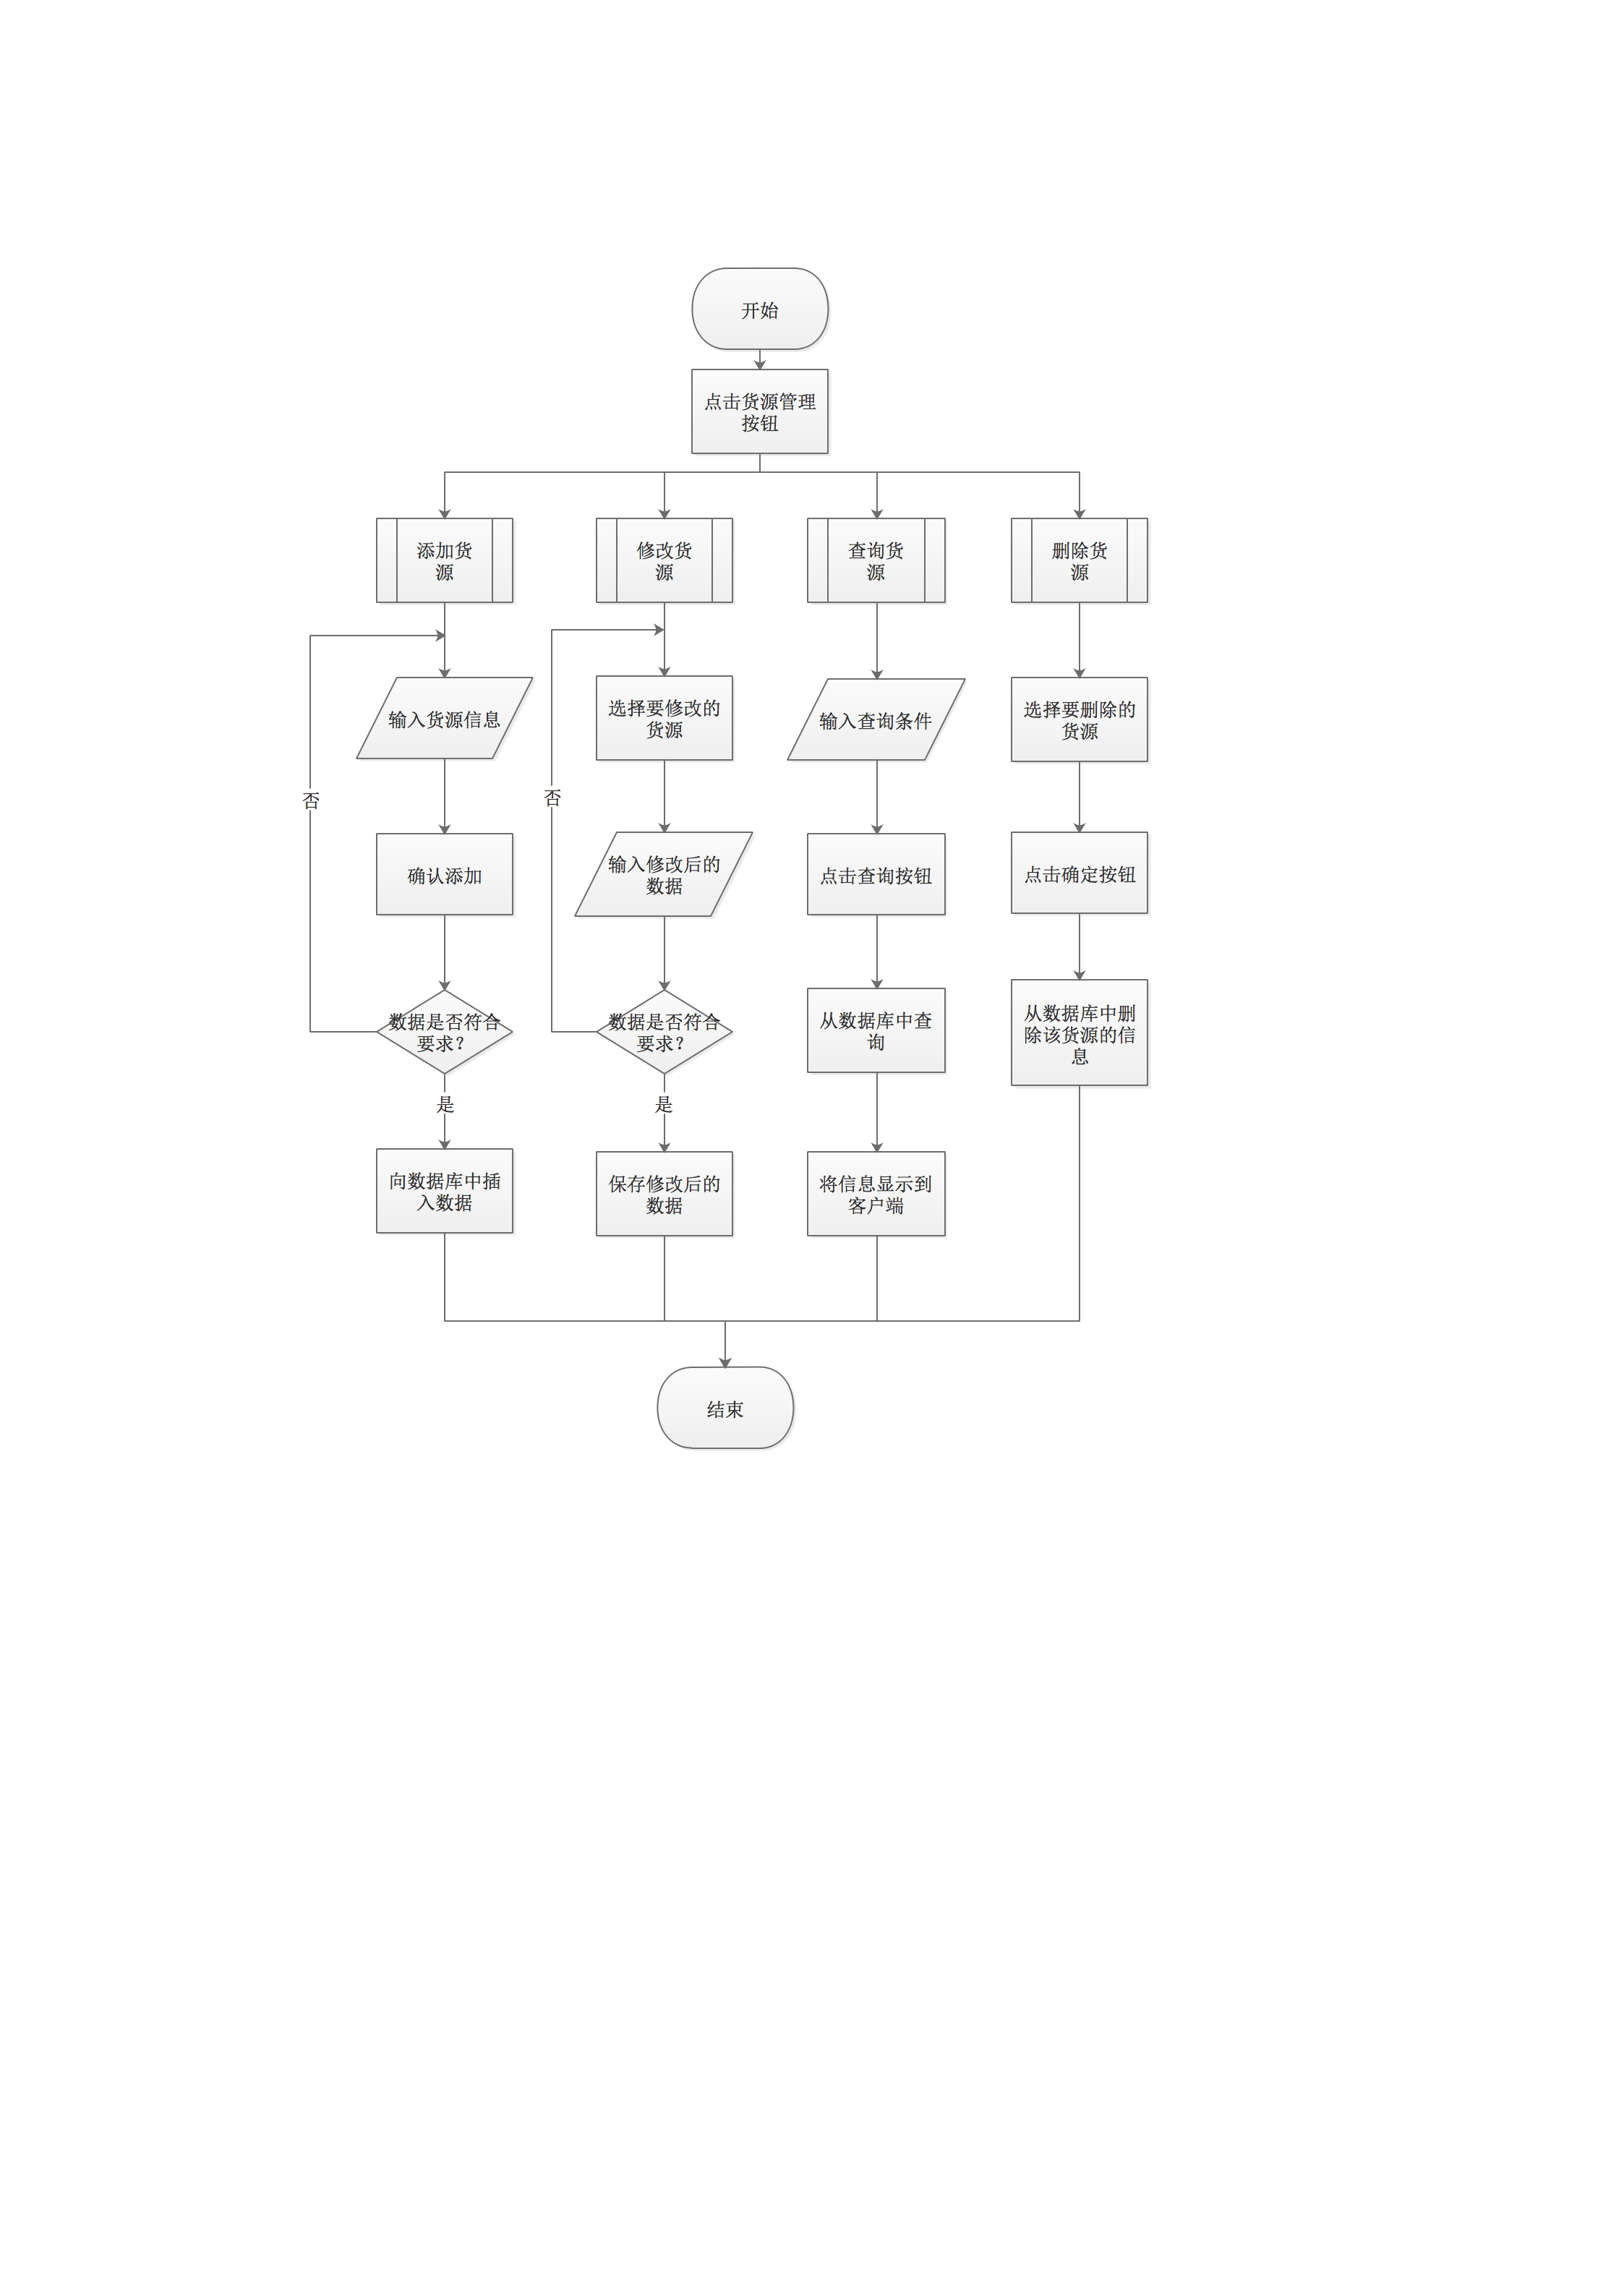 开始
点击货源管理
按钮
添加货
源
修改货
源
查询货
源
删除货
源
输入货源信息
选择要修改的
货源
输入查询条件
选择要删除的
货源
否
否
确认添加
输入修改后的
数据
点击查询按钮
点击确定按钮
数据是否符合
要求?
数据是否符合
要求?
从数据库中查
询
从数据库中删
除该货源的信
息
是
是
向数据库中插
入数据
保存修改后的
数据
将信息显示到
客户端
结束